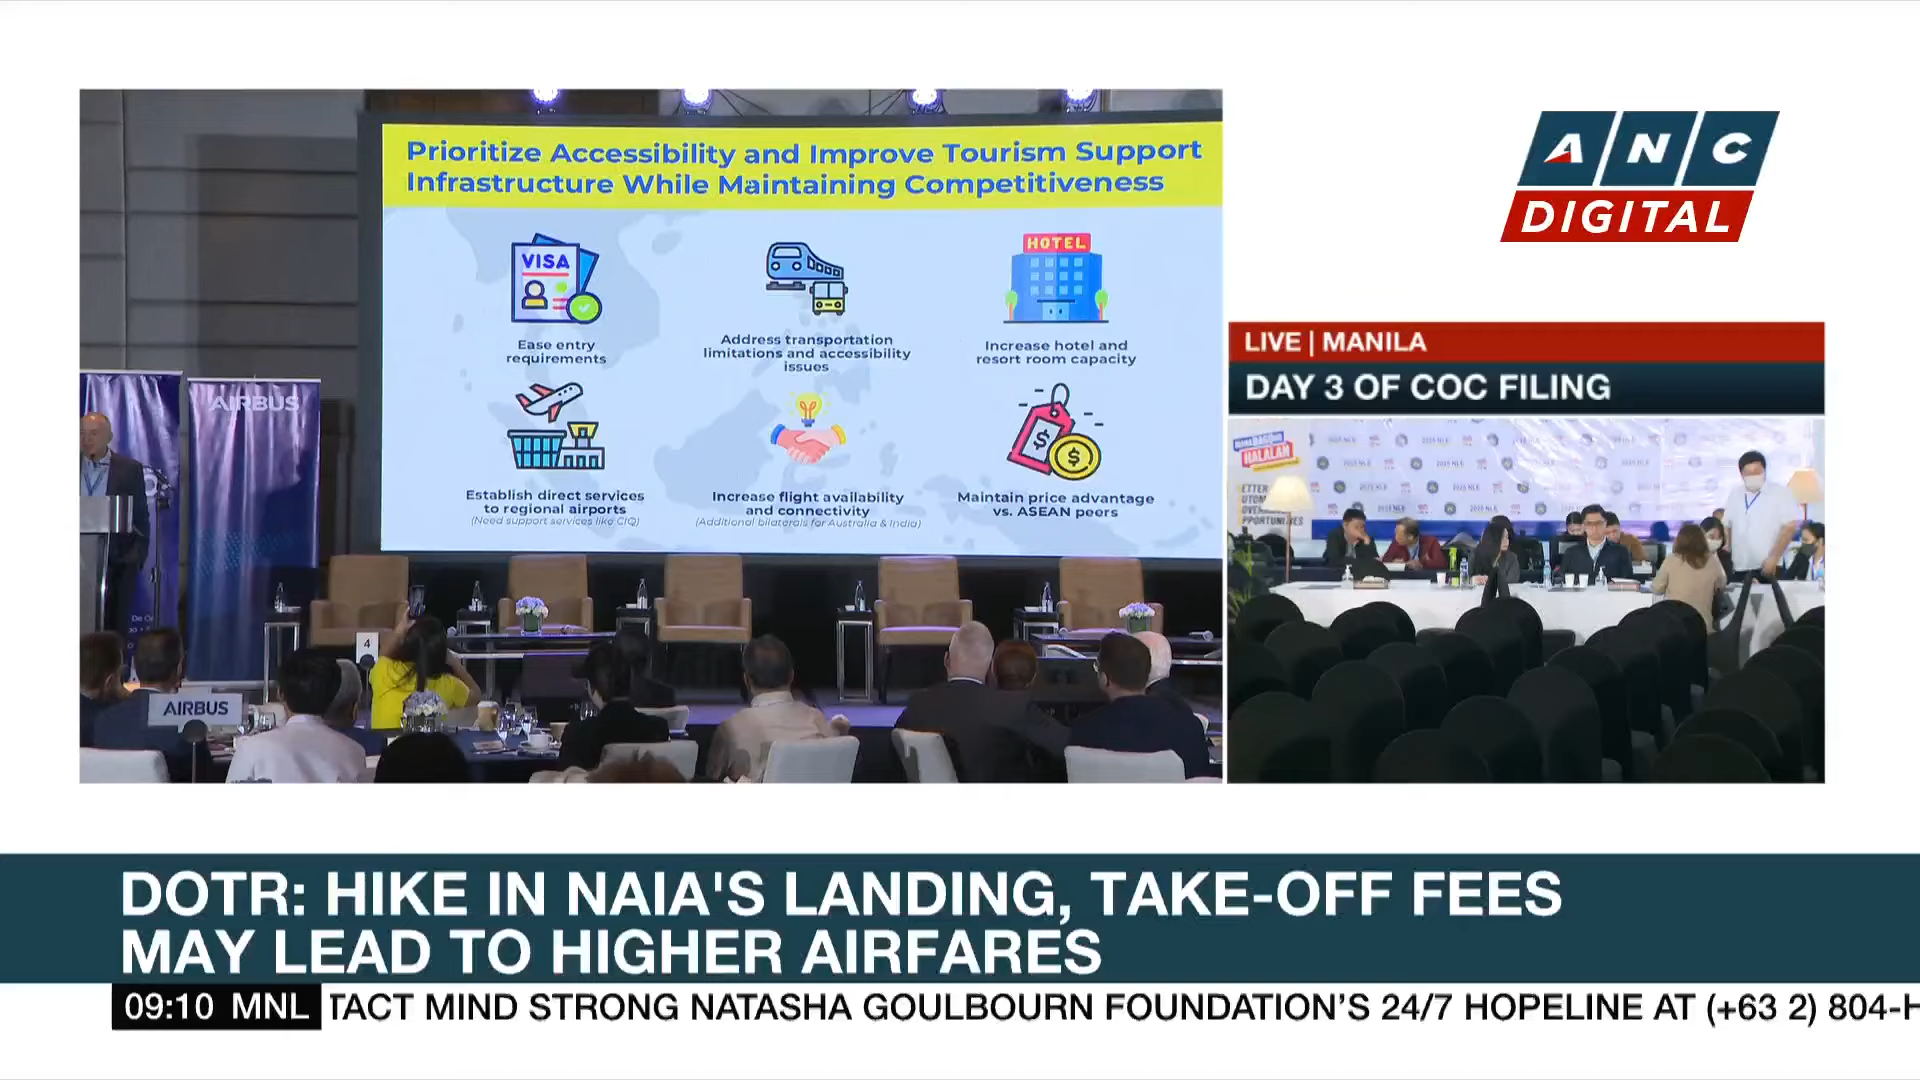 Prioritize Accessibility and Improve Tourism Support
Infrastructure While Maintaining Competitiveness
VISA
HOTEL
Ease entry
requirements
Address transportation
limitations and accessibility
issues
Increase hotel and
resort room capacity
Establish direct services
to regional airports
(Need support services like CIQ)
Increase flight availability
and connectivity
(Additional bilaterals for Australia & India)
Maintain price advantage
vs. ASEAN peers
AIRBUS
4
AIRBUS
ANC
DIGITAL
LIVE | MANILA
DAY 3 OF COC FILING
HALALAN
2025 NLE
DOTR: HIKE IN NAIA'S LANDING, TAKE-OFF FEES
MAY LEAD TO HIGHER AIRFARES
09:10 MNL
TACT MIND STRONG NATASHA GOULBOURN FOUNDATION'S 24/7 HOPELINE AT (+63 2) 804-H